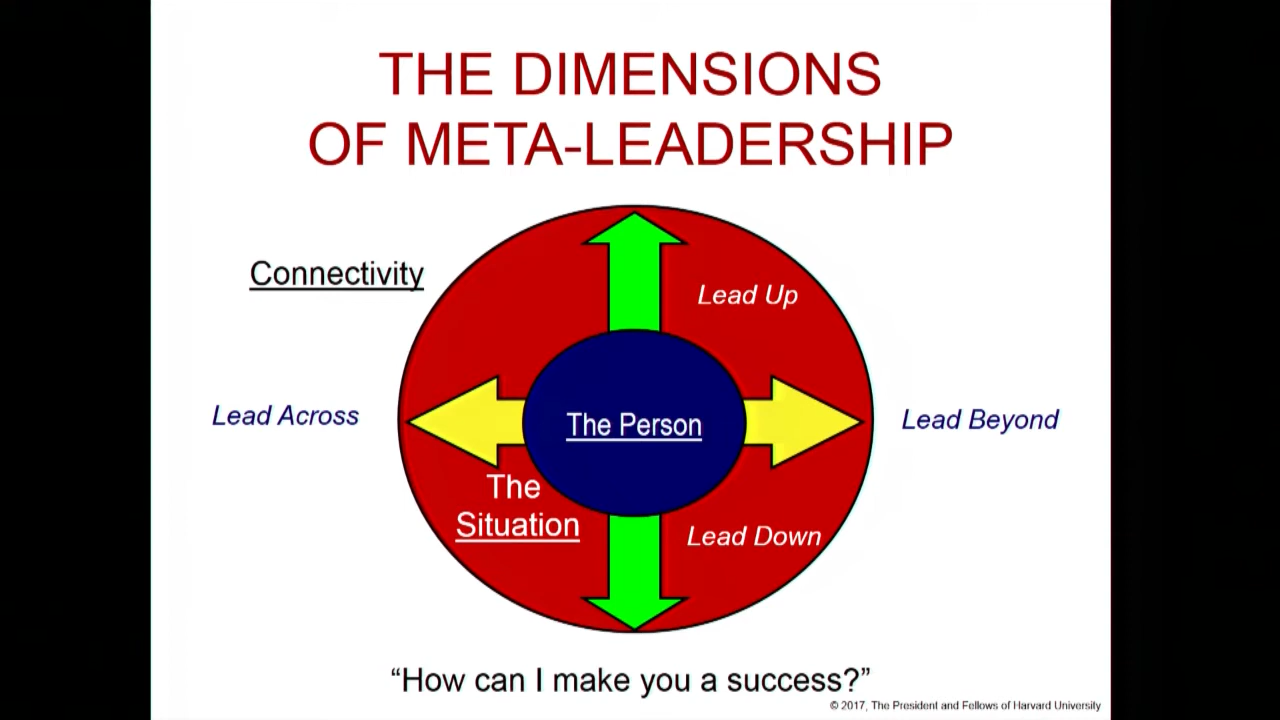 THE DIMENSIONS
OF META-LEADERSHIP
Connectivity
Lead Up
Lead Across
The Person
Lead Beyond
The
Situation
Lead Down
“How can I make you a success?”
© 2017, The President and Fellows of Harvard University